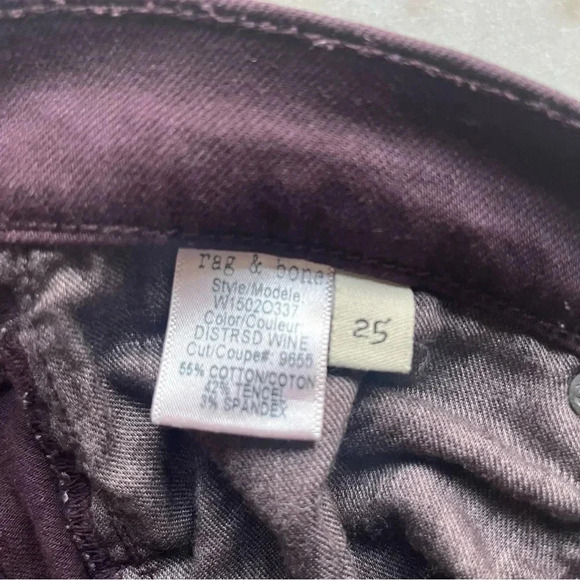 rag & bone
Style/Modele:
W1502O337
Color/Couleur
DISTRSD WINE
Cut/Coupe# 9655
55% COTTON/COTON
42% TENCEL
3% SPANDEX
25